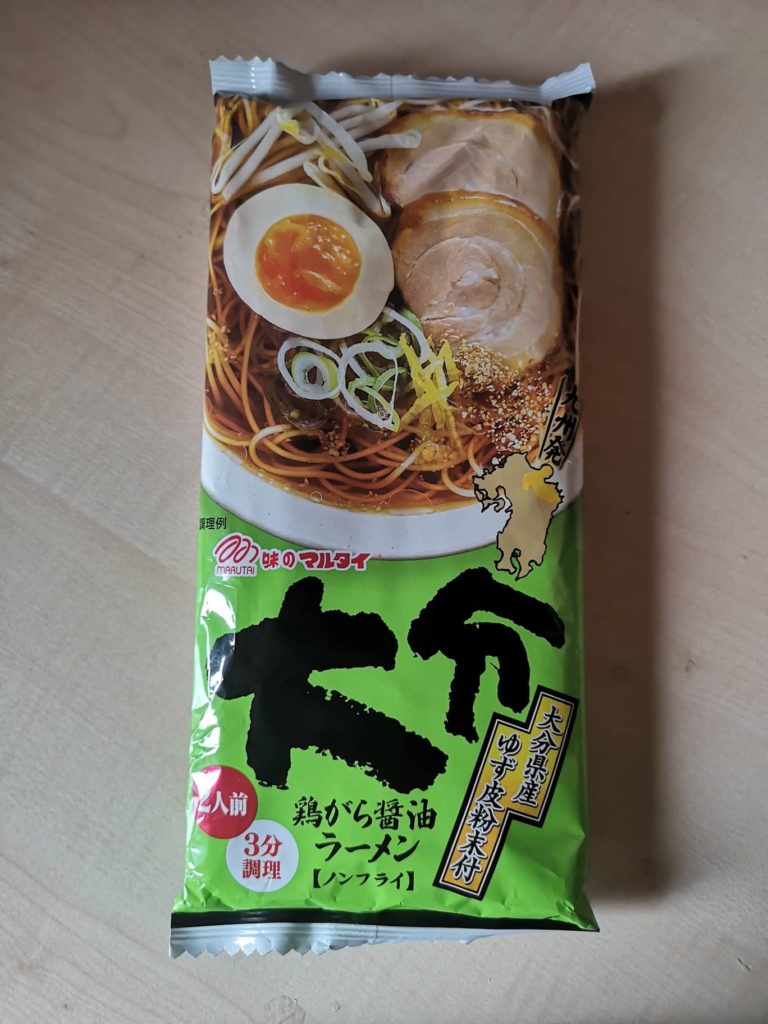 九州発
調理例
MARUTAI
味のマルタイ
大分
大分県産
ゆず皮粉末付
2人前
3分
調理
鶏がら醤油
ラーメン
【ノンフライ】